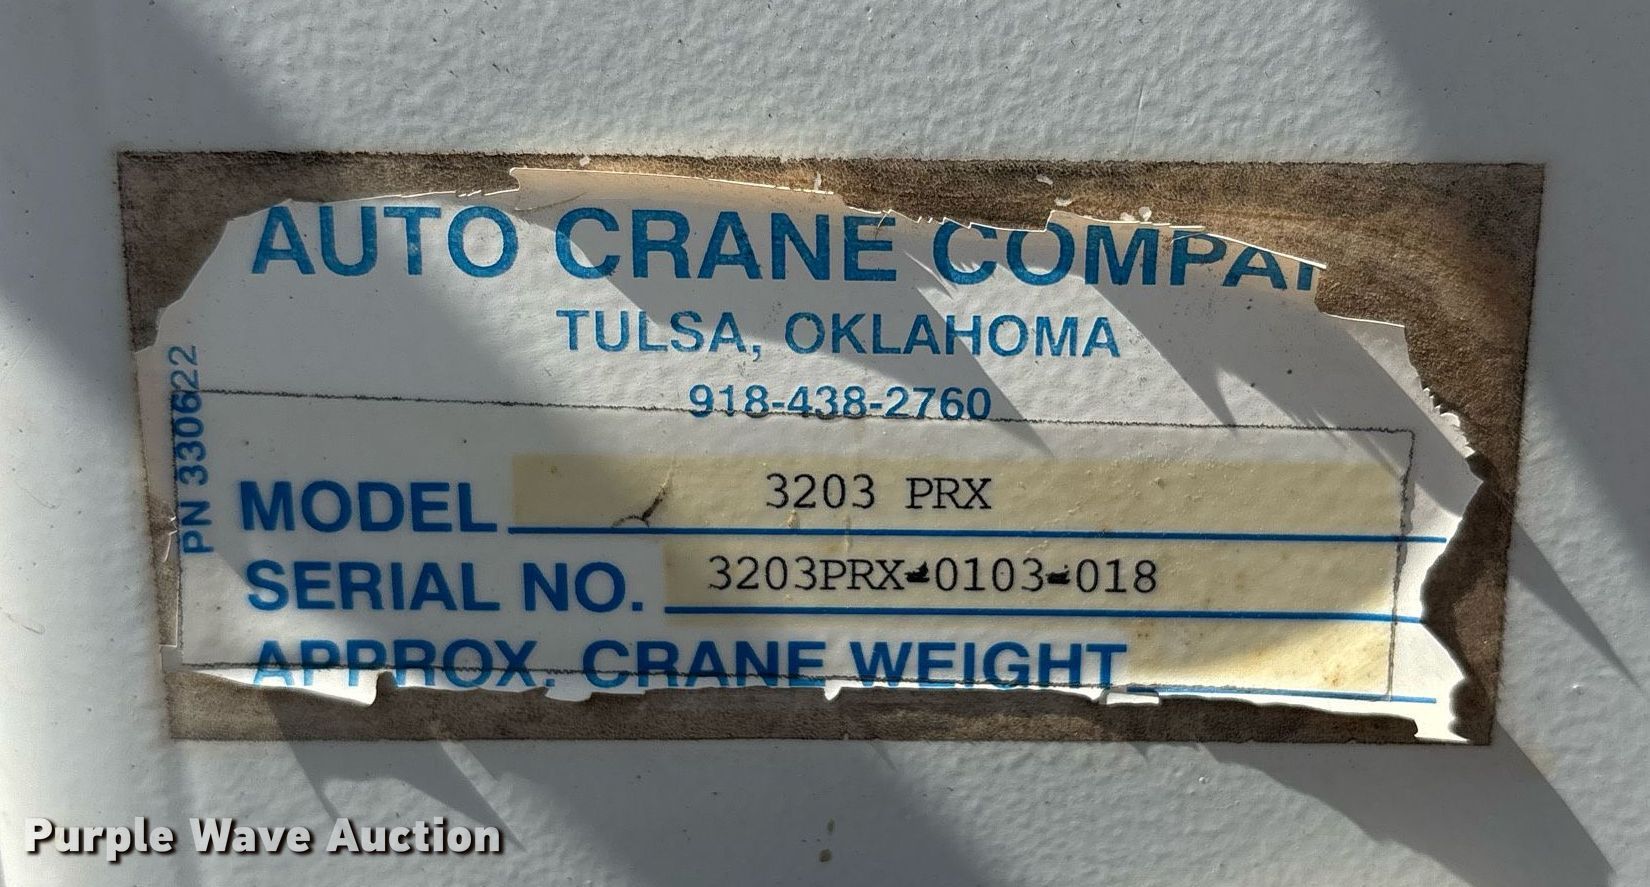 AUTO CRANE COMPA
TULSA, OKLAHOMA
918-438-2760
PN 330622
MODEL 3203 PRX
SERIAL NO. 3203PRX-0103-018
APPROX. CRANE WEIGHT
Purple Wave Auction